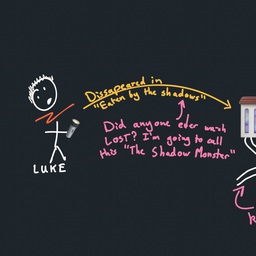 Dissapeared in
"Eaten by the shadows"
Did anyone ever watch
LOST? I'm going to call
this "The Shadow Monster"
LUKE